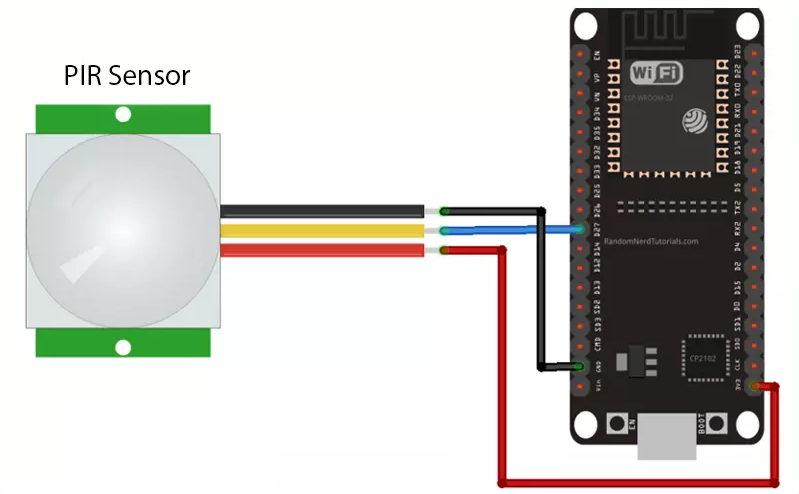 PIR Sensor
WiFi
ESP-WROOM-32
RandomNerdTutorials.com
CP2102
EN
VP
VN
D34
D35
D32
D33
D25
D26
D27
D14
D12
D13
SD2
SD3
CMD
GND
Vin
D23
D22
TX0
RX0
D21
D19
D18
D5
TX2
RX2
D4
D2
D15
D0
SD1
SD0
CLK
3V3
EN
BOOT